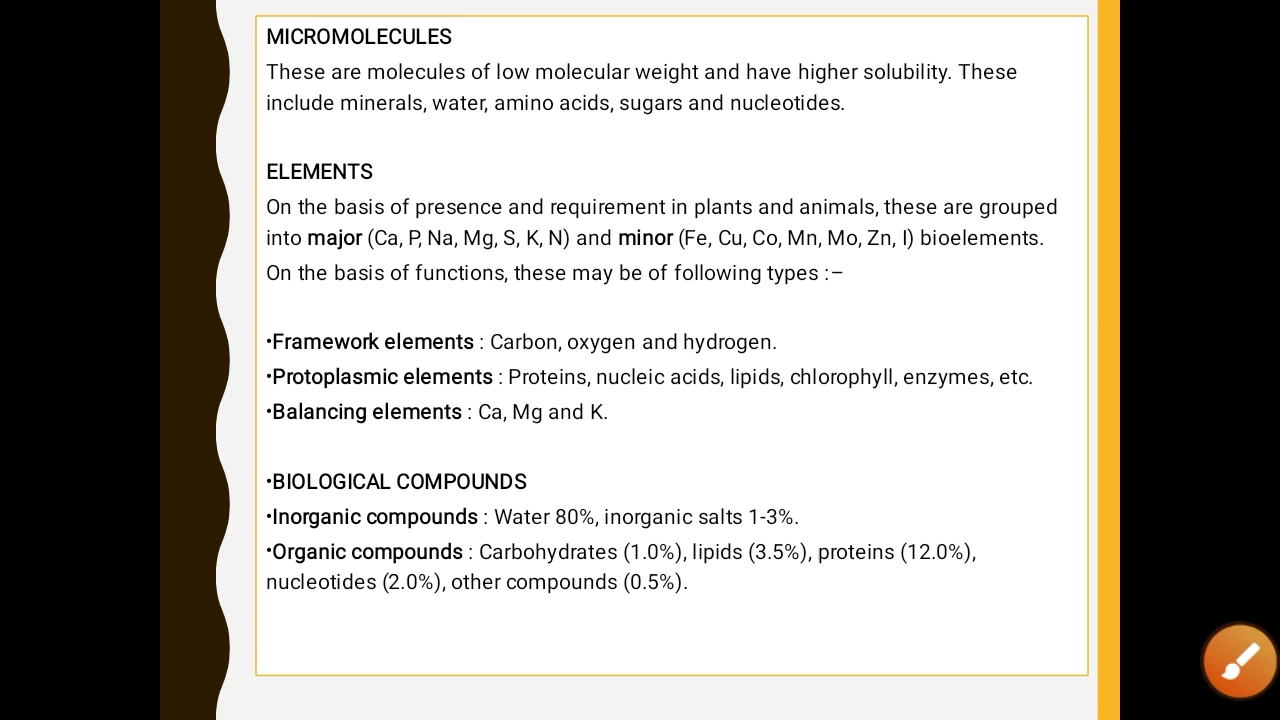 MICROMOLECULES
These are molecules of low molecular weight and have higher solubility. These
include minerals, water, amino acids, sugars and nucleotides.
ELEMENTS
On the basis of presence and requirement in plants and animals, these are grouped
into major (Ca, P, Na, Mg, S, K, N) and minor (Fe, Cu, Co, Mn, Mo, Zn, I) bioelements.
On the basis of functions, these may be of following types :–
•Framework elements : Carbon, oxygen and hydrogen.
•Protoplasmic elements : Proteins, nucleic acids, lipids, chlorophyll, enzymes, etc.
•Balancing elements : Ca, Mg and K.
•BIOLOGICAL COMPOUNDS
•Inorganic compounds : Water 80%, inorganic salts 1-3%.
•Organic compounds : Carbohydrates (1.0%), lipids (3.5%), proteins (12.0%),
nucleotides (2.0%), other compounds (0.5%).